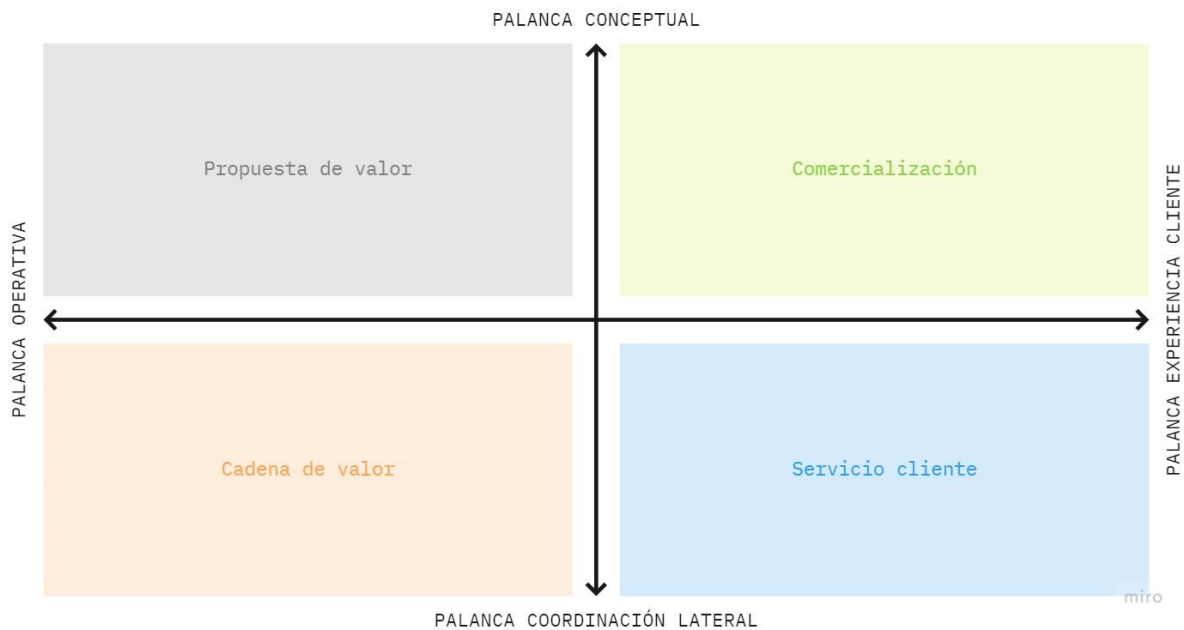 PALANCA CONCEPTUAL
Propuesta de valor
Comercialización
PALANCA OPERATIVA
PALANCA EXPERIENCIA CLIENTE
Cadena de valor
Servicio cliente
miro
PALANCA COORDINACIÓN LATERAL